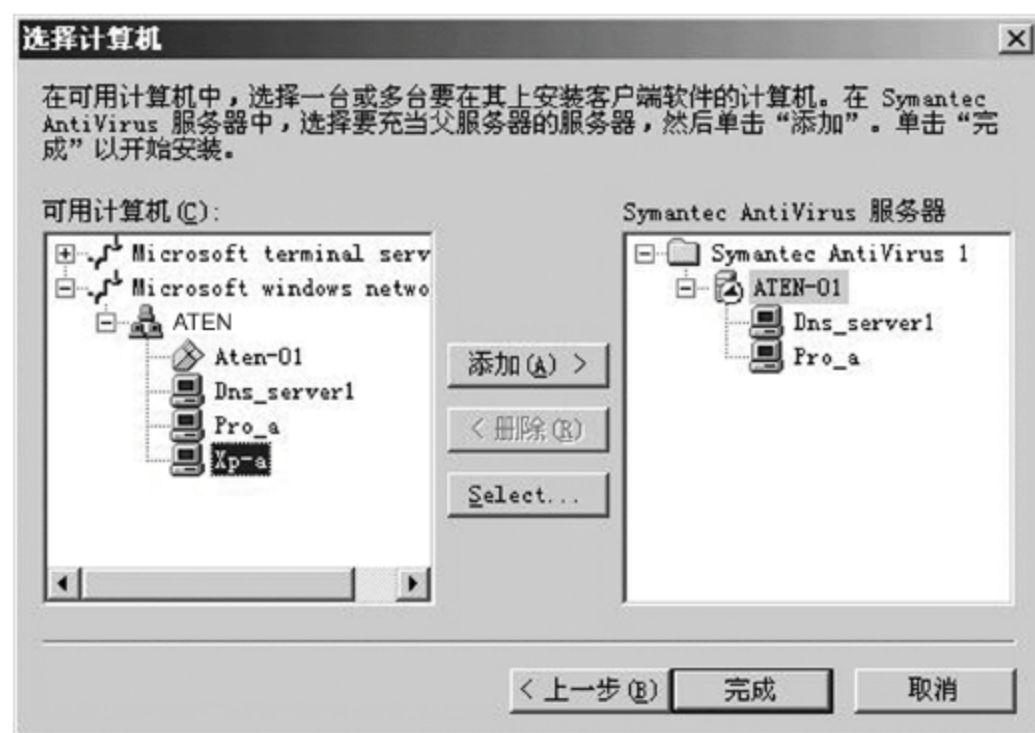 选择计算机
在可用计算机中，选择一台或多台要在其上安装客户端软件的计算机。在 Symantec
AntiVirus 服务器中，选择要充当父服务器的服务器，然后单击“添加”。单击“完
成”以开始安装。
可用计算机(C):
Microsoft terminal serv
Microsoft windows netwo
ATEN
Aten-01
Dns_server1
Pro_a
Xp-a
添加(A) >
< 删除(R)
Select...
Symantec AntiVirus 服务器
Symantec AntiVirus 1
ATEN-01
Dns_server1
Pro_a
< 上一步(B)
完成
取消